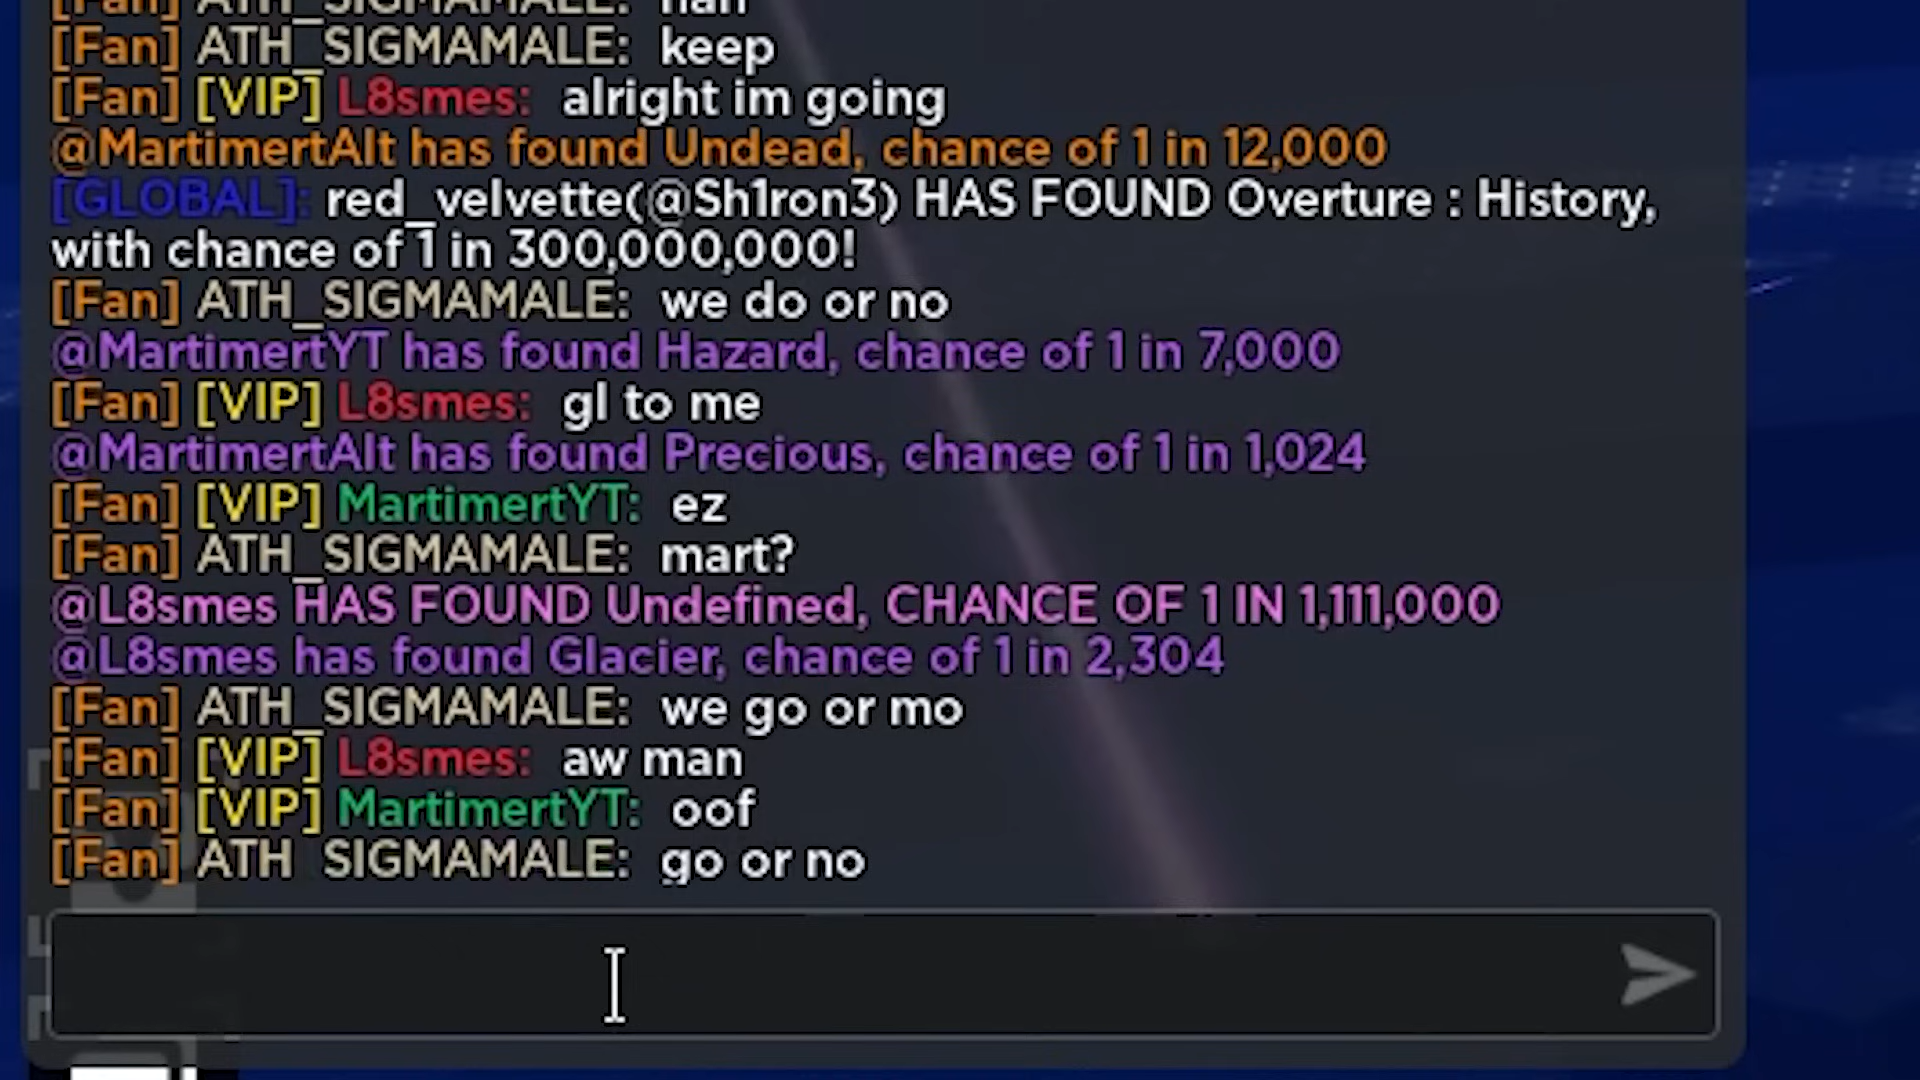 [Fan] ATH_SIGMAMALE: nah
[Fan] ATH_SIGMAMALE: keep
[Fan] [VIP] L8smes: alright im going
@MartimertAlt has found Undead, chance of 1 in 12,000
[GLOBAL]: red_velvette(@Sh1ron3) HAS FOUND Overture : History,
with chance of 1 in 300,000,000!
[Fan] ATH_SIGMAMALE: we do or no
@MartimertYT has found Hazard, chance of 1 in 7,000
[Fan] [VIP] L8smes: gl to me
@MartimertAlt has found Precious, chance of 1 in 1,024
[Fan] [VIP] MartimertYT: ez
[Fan] ATH_SIGMAMALE: mart?
@L8smes HAS FOUND Undefined, CHANCE OF 1 IN 1,111,000
@L8smes has found Glacier, chance of 1 in 2,304
[Fan] ATH_SIGMAMALE: we go or mo
[Fan] [VIP] L8smes: aw man
[Fan] [VIP] MartimertYT: oof
[Fan] ATH SIGMAMALE: go or no